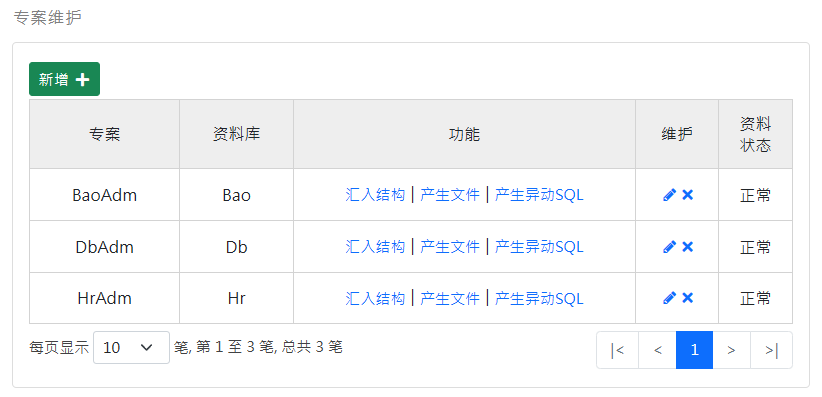 专案维护
新增
专案 资料库 功能 维护 资料状态
BaoAdm Bao 汇入结构 | 产生文件 | 产生异动SQL 正常
DbAdm Db 汇入结构 | 产生文件 | 产生异动SQL 正常
HrAdm Hr 汇入结构 | 产生文件 | 产生异动SQL 正常
每页显示 10 笔, 第 1 至 3 笔, 总共 3 笔 |< < 1 > >|